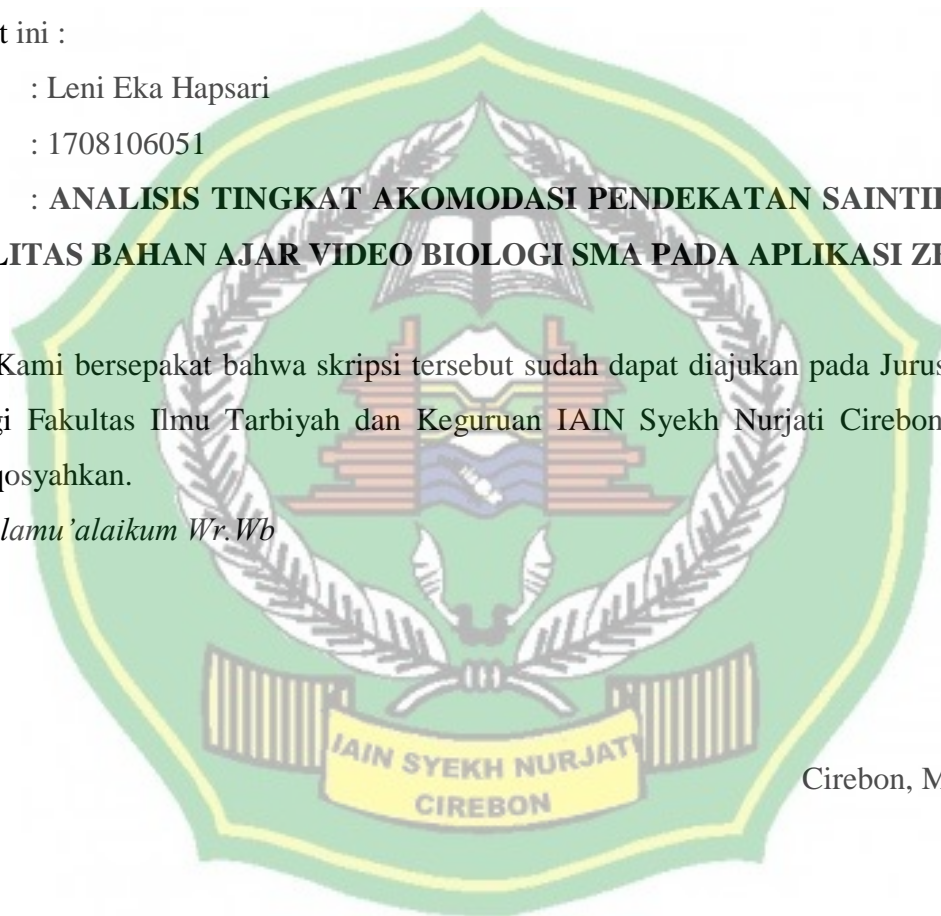 t ini :
: Leni Eka Hapsari
: 1708106051
: ANALISIS TINGKAT AKOMODASI PENDEKATAN SAINTI
LITAS BAHAN AJAR VIDEO BIOLOGI SMA PADA APLIKASI ZE
Kami bersepakat bahwa skripsi tersebut sudah dapat diajukan pada Jurus
gi Fakultas Ilmu Tarbiyah dan Keguruan IAIN Syekh Nurjati Cirebon
qosyahkan.
lamu’alaikum Wr.Wb
IAIN SYEKH NURJATI
CIREBON
Cirebon, M